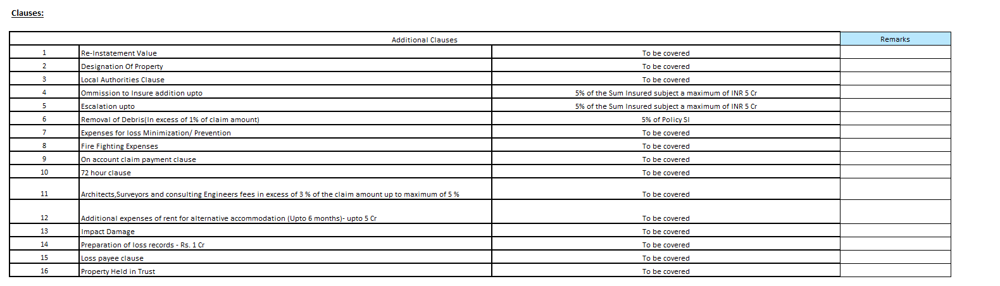 Clauses:
Additional Clauses Remarks
1 Re-Instatement Value To be covered
2 Designation Of Property To be covered
3 Local Authorities Clause To be covered
4 Ommission to Insure addition upto 5% of the Sum Insured subject a maximum of INR 5 Cr
5 Escalation upto 5% of the Sum Insured subject a maximum of INR 5 Cr
6 Removal of Debris(In excess of 1% of claim amount) 5% of Policy SI
7 Expenses for loss Minimization/ Prevention To be covered
8 Fire Fighting Expenses To be covered
9 On account claim payment clause To be covered
10 72 hour clause To be covered
11 Architects,Surveyors and consulting Engineers fees in excess of 3 % of the claim amount up to maximum of 5 % To be covered
12 Additional expenses of rent for alternative accommodation (Upto 6 months)- upto 5 Cr To be covered
13 Impact Damage To be covered
14 Preparation of loss records - Rs. 1 Cr To be covered
15 Loss payee clause To be covered
16 Property Held in Trust To be covered